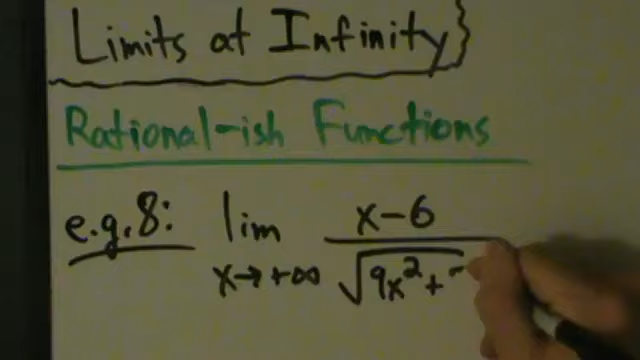 Limits at Infinity}
Rational-ish Functions
e.g. 8: lim x→+∞ x-6
√9x²+